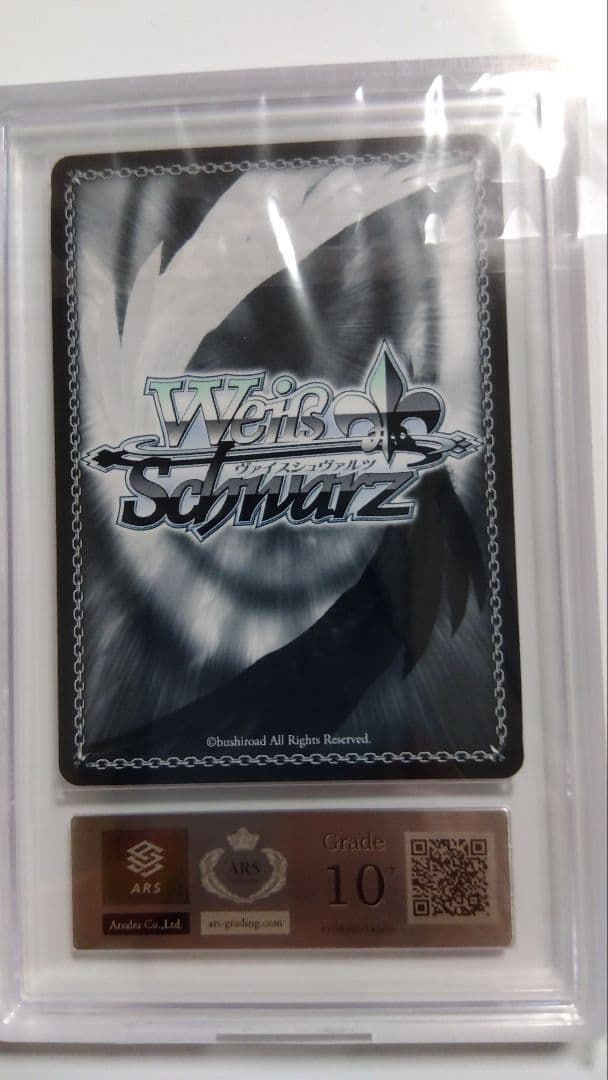 Weiß
ヴァイスシュヴァルツ
Schwarz
©bushiroad All Rights Reserved.
ARS
Arsales Co.,Ltd.
ARS
ars-grading.com
Grade
10+